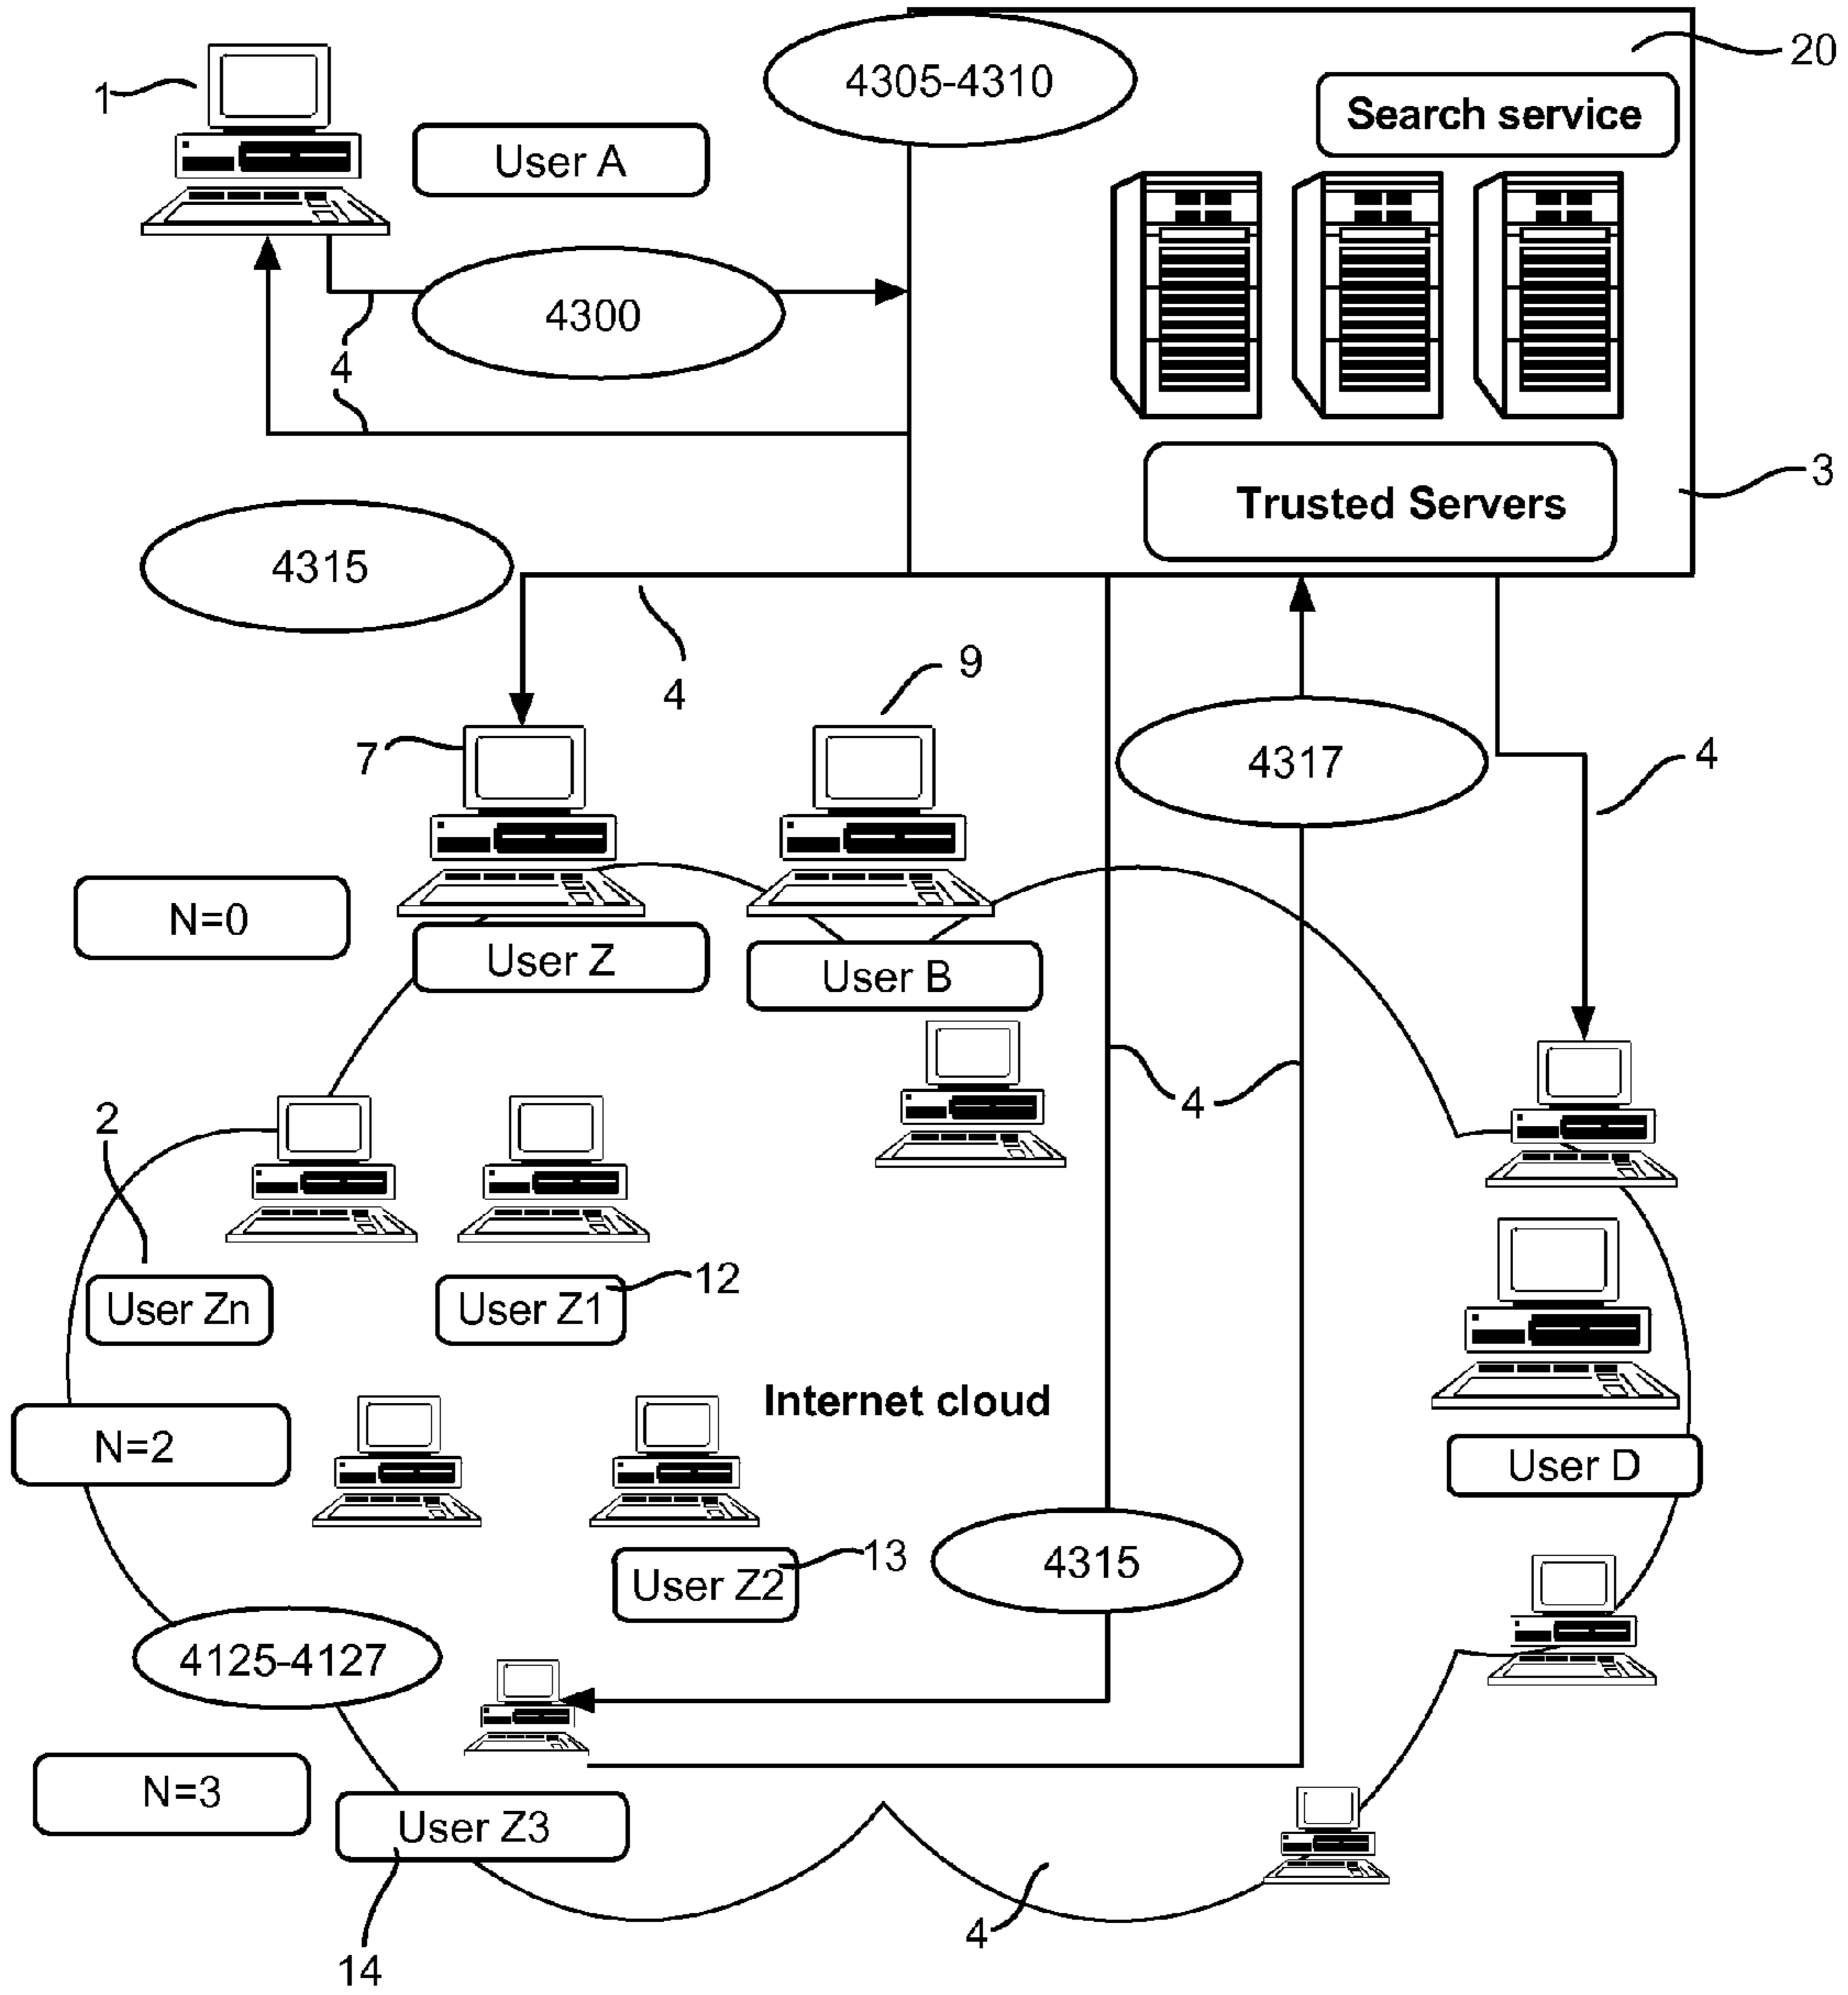 4305-4310
20
1
Search service
User A
4300
4
3
Trusted Servers
4315
4
9
7
4317
4
N=0
User Z
User B
2
4
User Zn
User Z1
12
Internet cloud
N=2
User D
13
4315
User Z2
4125-4127
N=3
User Z3
4
14